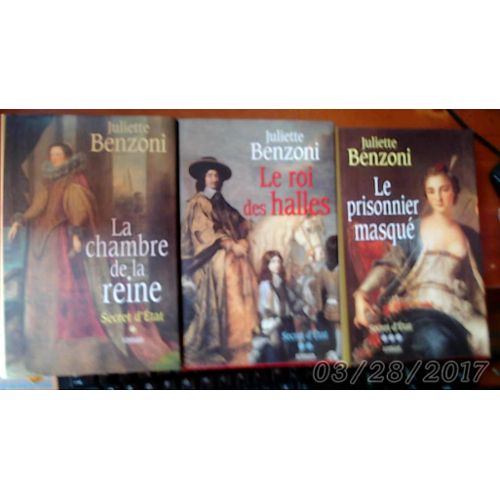 Juliette
Benzoni
La
chambre
de la
reine
Secret d'État
*
Juliette
Benzoni
Le roi
des halles
Secret d'État
**
Juliette
Benzoni
Le
prisonnier
masqué
Secret d'État
***
03/28/2017